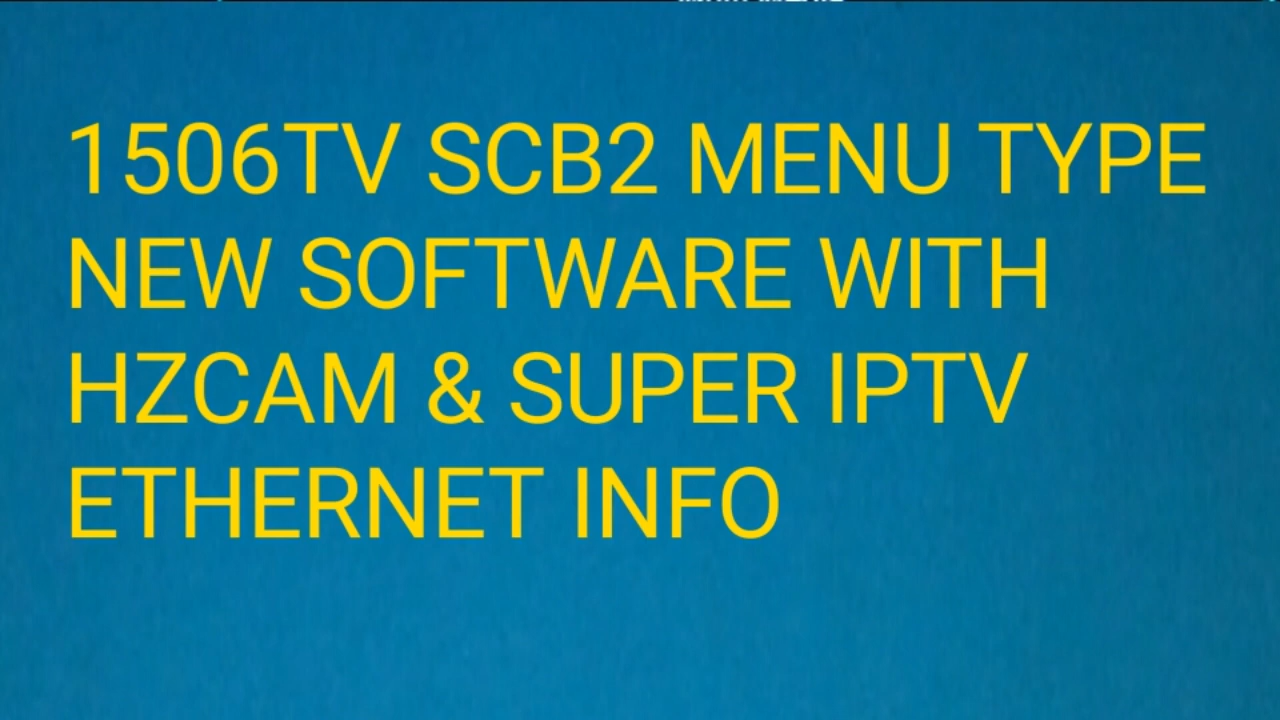 1506TV SCB2 MENU TYPE
NEW SOFTWARE WITH
HZCAM & SUPER IPTV
ETHERNET INFO